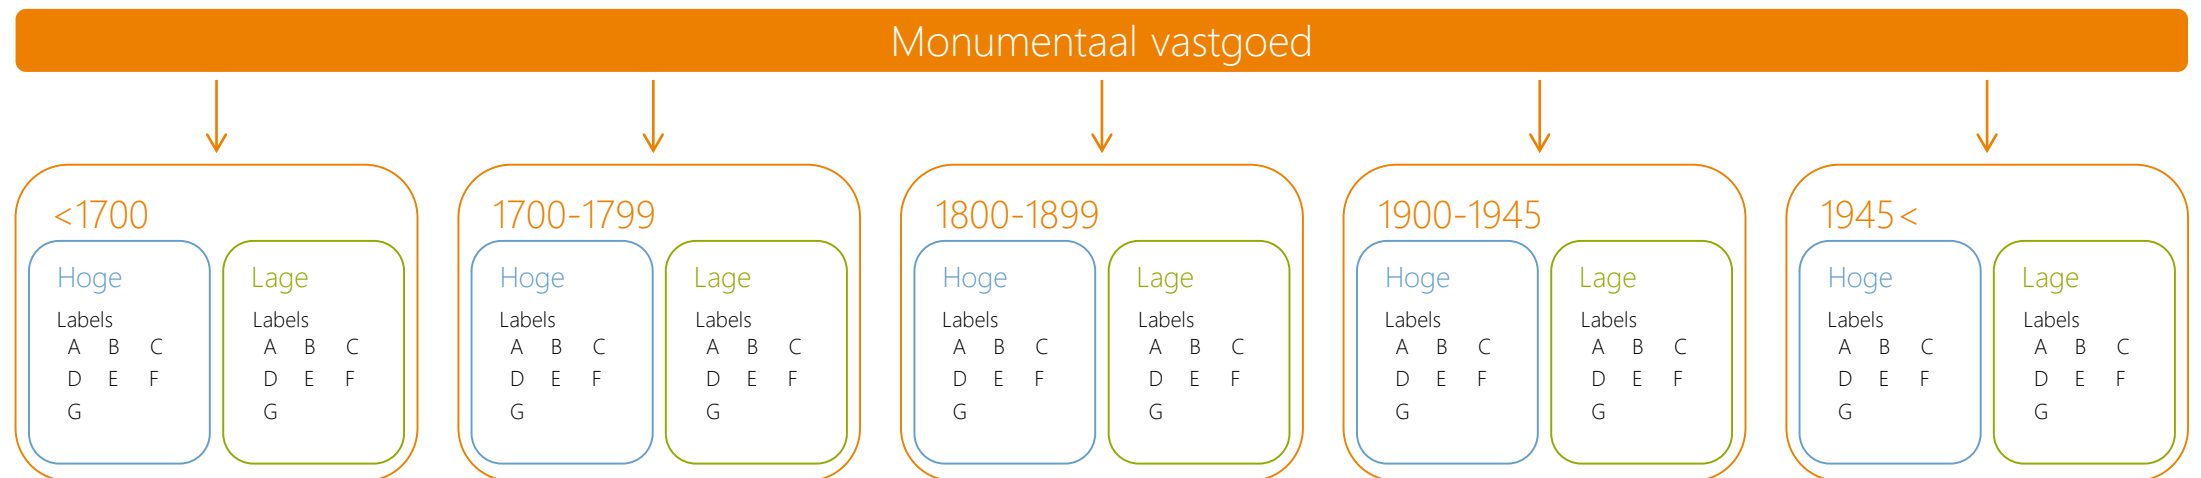 Monumentaal vastgoed
<1700
Hoge
Labels
A B C
D E F
G
Lage
Labels
A B C
D E F
G
1700-1799
Hoge
Labels
A B C
D E F
G
Lage
Labels
A B C
D E F
G
1800-1899
Hoge
Labels
A B C
D E F
G
Lage
Labels
A B C
D E F
G
1900-1945
Hoge
Labels
A B C
D E F
G
Lage
Labels
A B C
D E F
G
1945<
Hoge
Labels
A B C
D E F
G
Lage
Labels
A B C
D E F
G